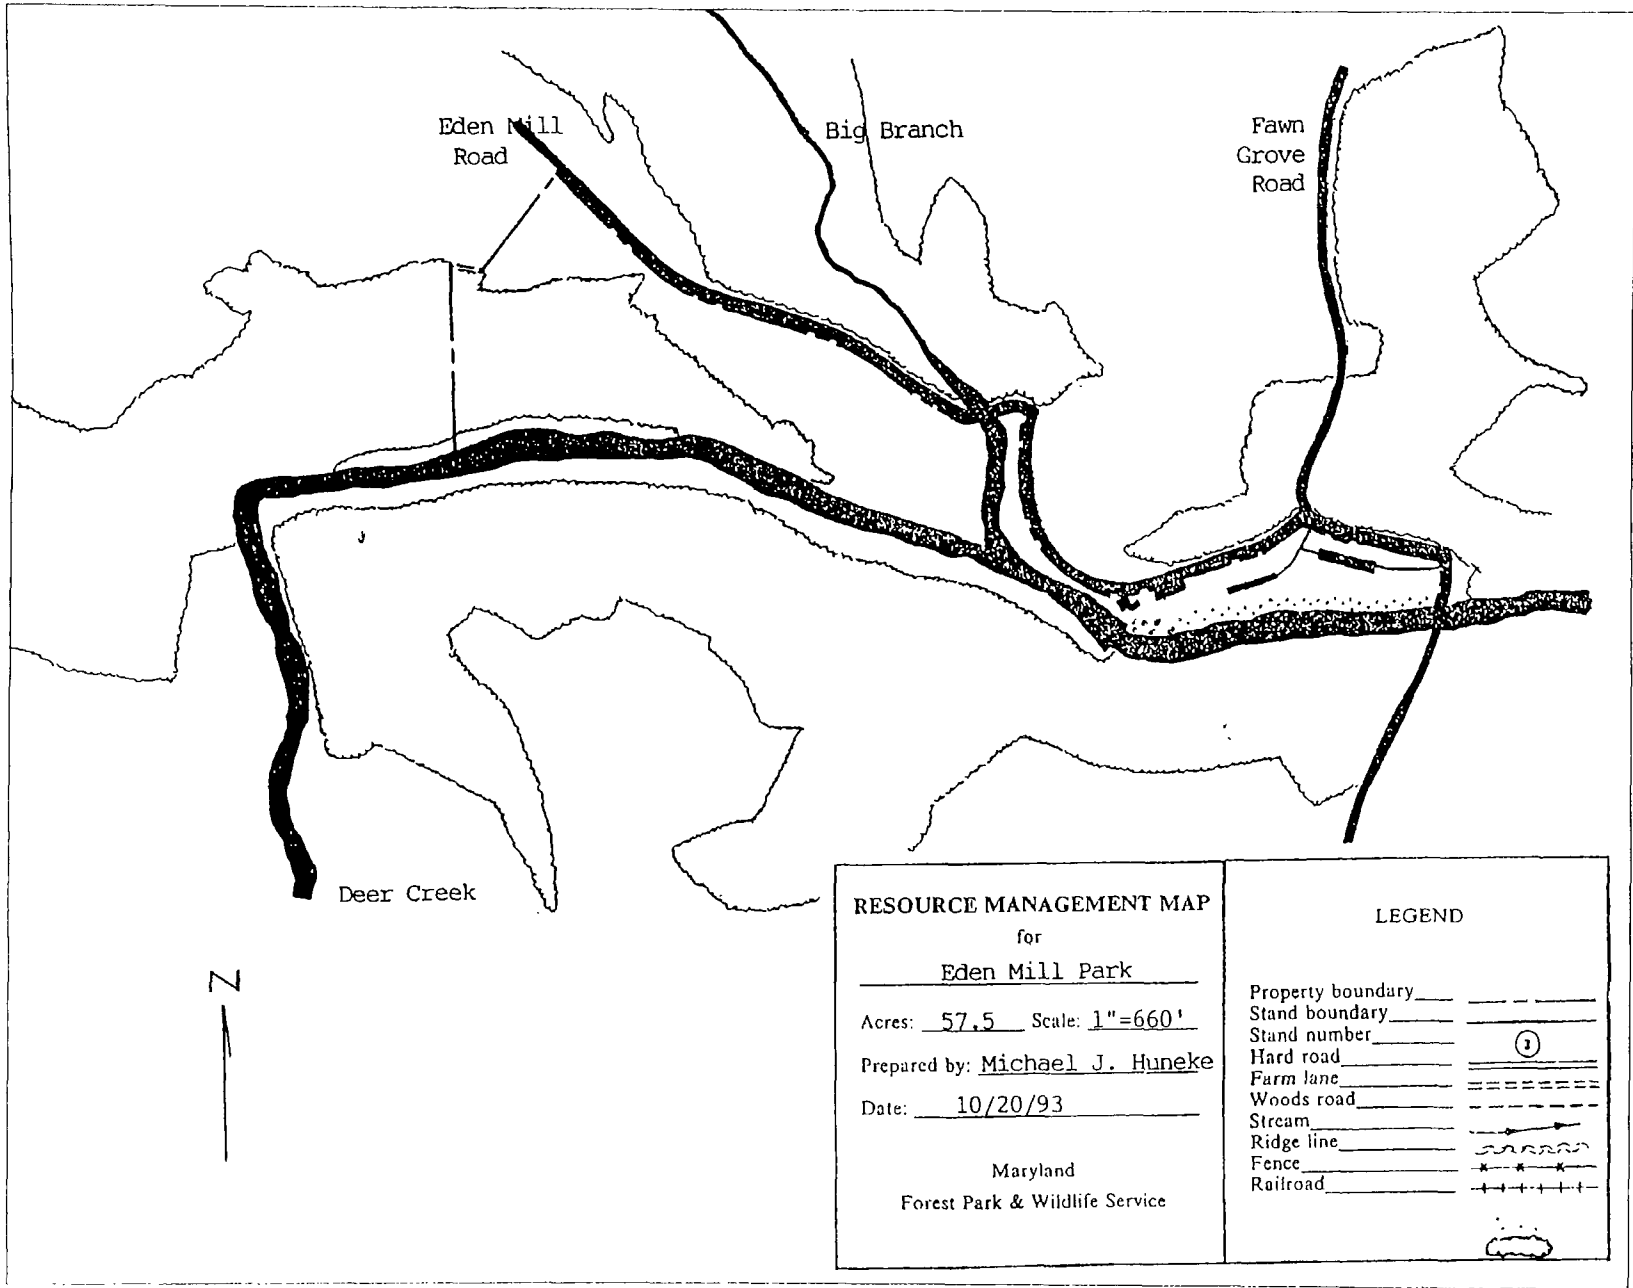 Eden Mill
Road
Big Branch
Fawn
Grove
Road
Deer Creek
N
RESOURCE MANAGEMENT MAP
for
Eden Mill Park
Acres: 57.5 Scale: 1"=660'
Prepared by: Michael J. Huneke
Date: 10/20/93
Maryland
Forest Park & Wildlife Service
LEGEND
Property boundary
Stand boundary
Stand number 3
Hard road
Farm lane
Woods road
Stream
Ridge line
Fence
Railroad